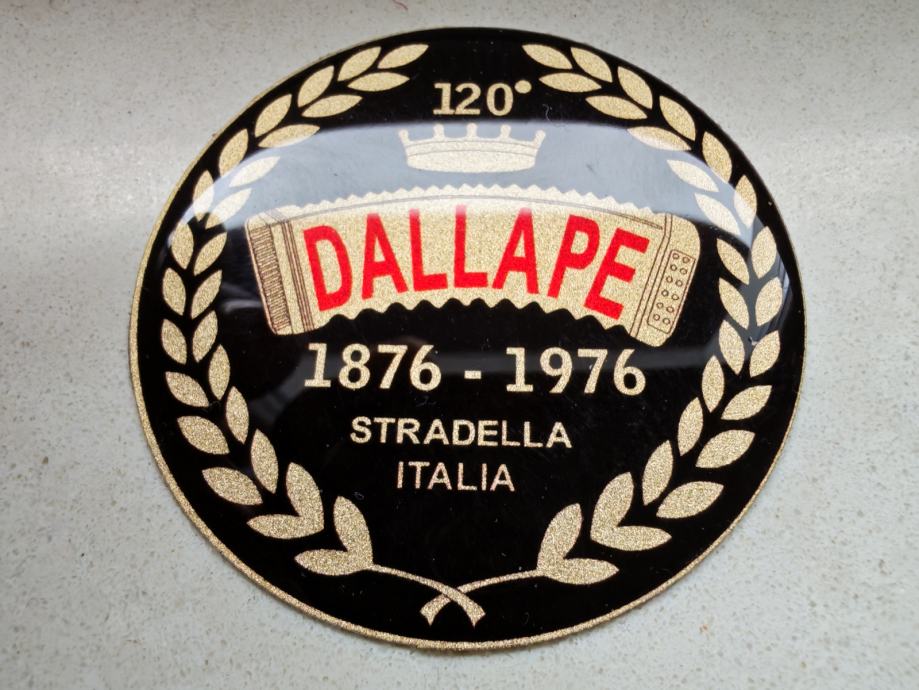 120°
DALLAPE
1876 - 1976
STRADELLA
ITALIA